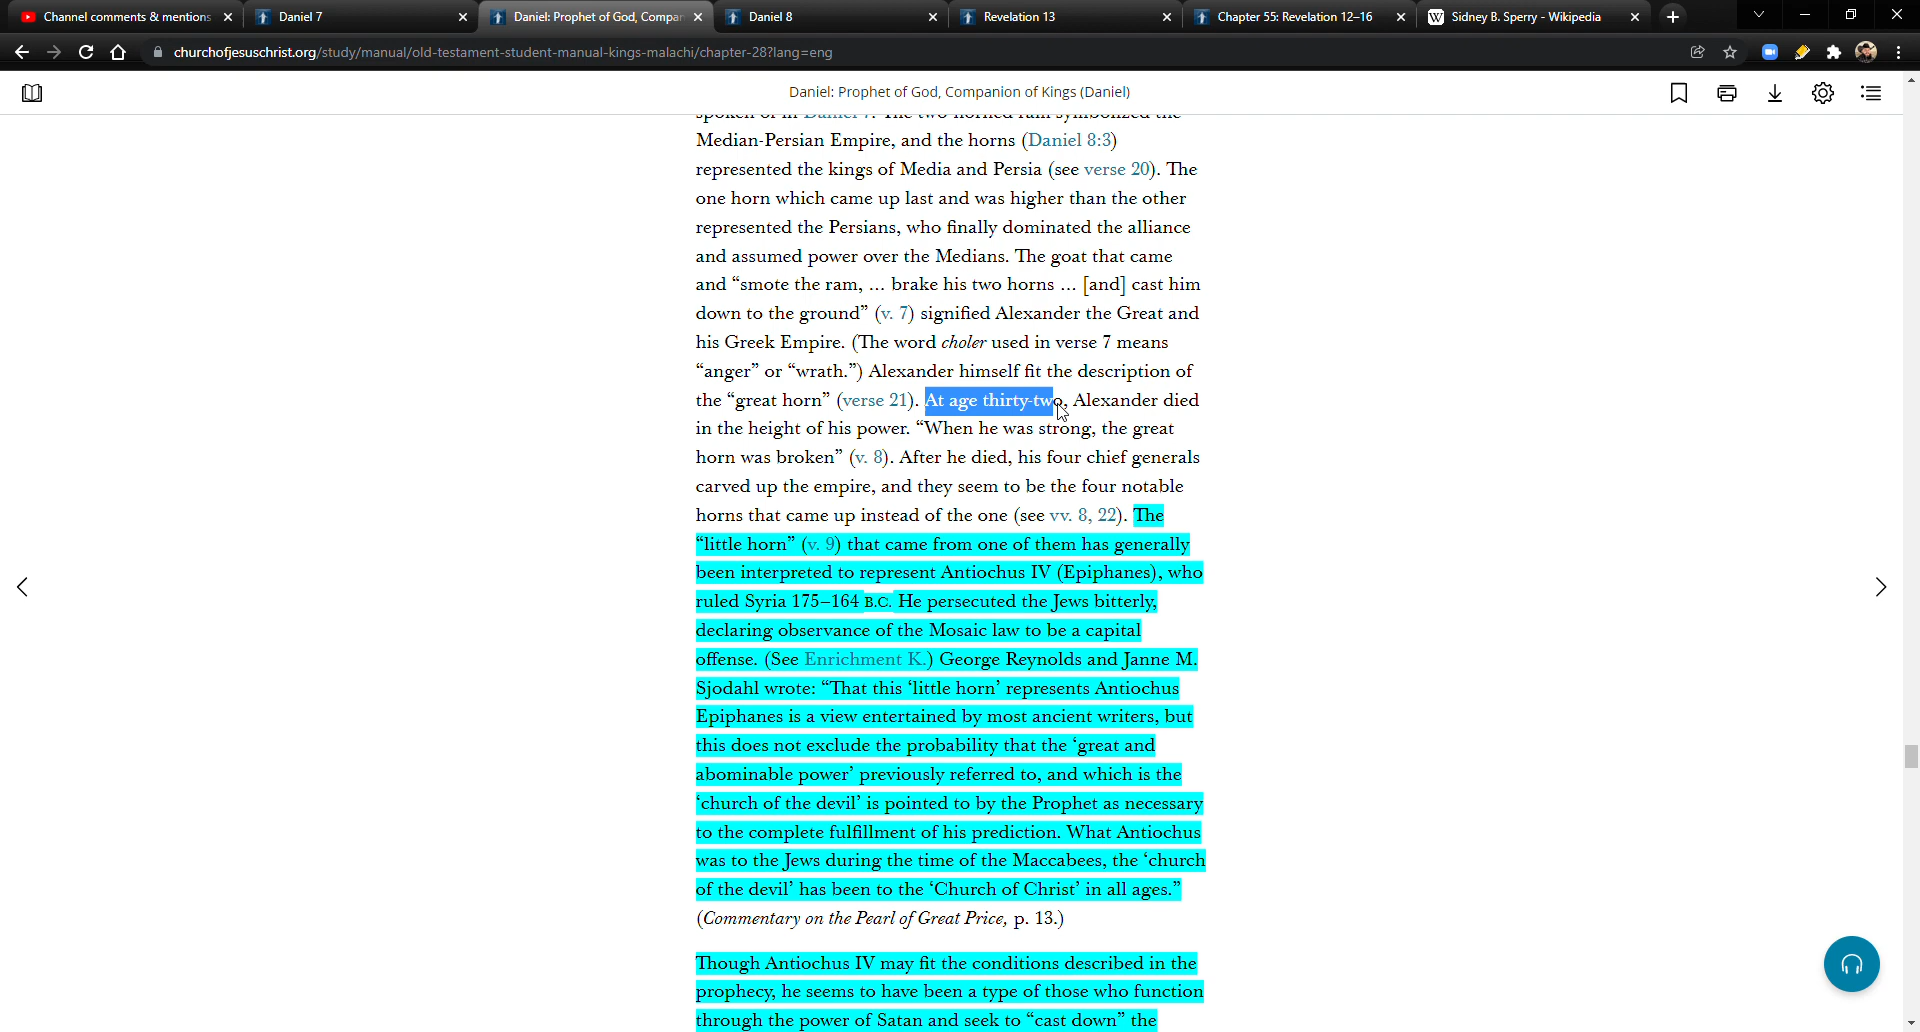 Channel comments & mentions
Daniel 7
Daniel: Prophet of God, Compan
Daniel 8
Revelation 13
Chapter 55: Revelation 12–16
W Sidney B. Sperry - Wikipedia
churchofjesuschrist.org/study/manual/old-testament-student-manual-kings-malachi/chapter-28?lang=eng
Daniel: Prophet of God, Companion of Kings (Daniel)
Median-Persian Empire, and the horns (Daniel 8:3)
represented the kings of Media and Persia (see verse 20). The
one horn which came up last and was higher than the other
represented the Persians, who finally dominated the alliance
and assumed power over the Medians. The goat that came
and “smote the ram, … brake his two horns … [and] cast him
down to the ground” (v. 7) signified Alexander the Great and
his Greek Empire. (The word choler used in verse 7 means
“anger” or “wrath.”) Alexander himself fit the description of
the “great horn” (verse 21). At age thirty-two, Alexander died
in the height of his power. “When he was strong, the great
horn was broken” (v. 8). After he died, his four chief generals
carved up the empire, and they seem to be the four notable
horns that came up instead of the one (see vv. 8, 22). The
“little horn” (v. 9) that came from one of them has generally
been interpreted to represent Antiochus IV (Epiphanes), who
ruled Syria 175–164 B.C. He persecuted the Jews bitterly,
declaring observance of the Mosaic law to be a capital
offense. (See Enrichment K.) George Reynolds and Janne M.
Sjodahl wrote: “That this ‘little horn’ represents Antiochus
Epiphanes is a view entertained by most ancient writers, but
this does not exclude the probability that the ‘great and
abominable power’ previously referred to, and which is the
‘church of the devil’ is pointed to by the Prophet as necessary
to the complete fulfillment of his prediction. What Antiochus
was to the Jews during the time of the Maccabees, the ‘church
of the devil’ has been to the ‘Church of Christ’ in all ages.”
(Commentary on the Pearl of Great Price, p. 13.)
Though Antiochus IV may fit the conditions described in the
prophecy, he seems to have been a type of those who function
through the power of Satan and seek to “cast down” the